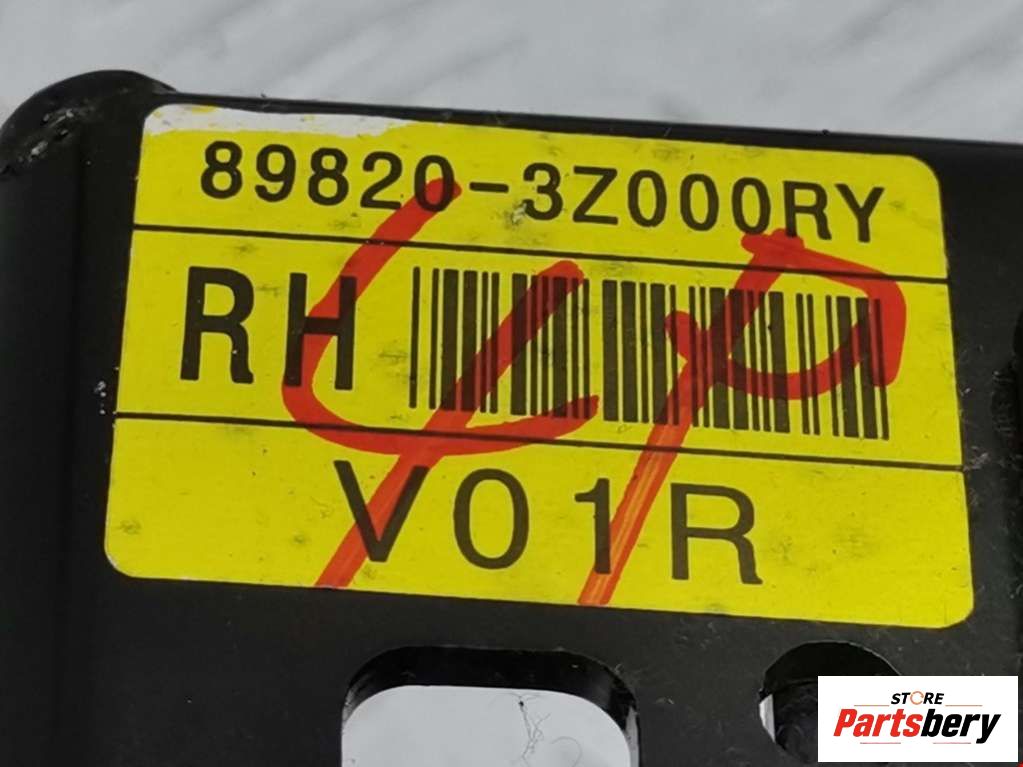 89820-3Z000RY
RH
V01R
STORE
Partsbery